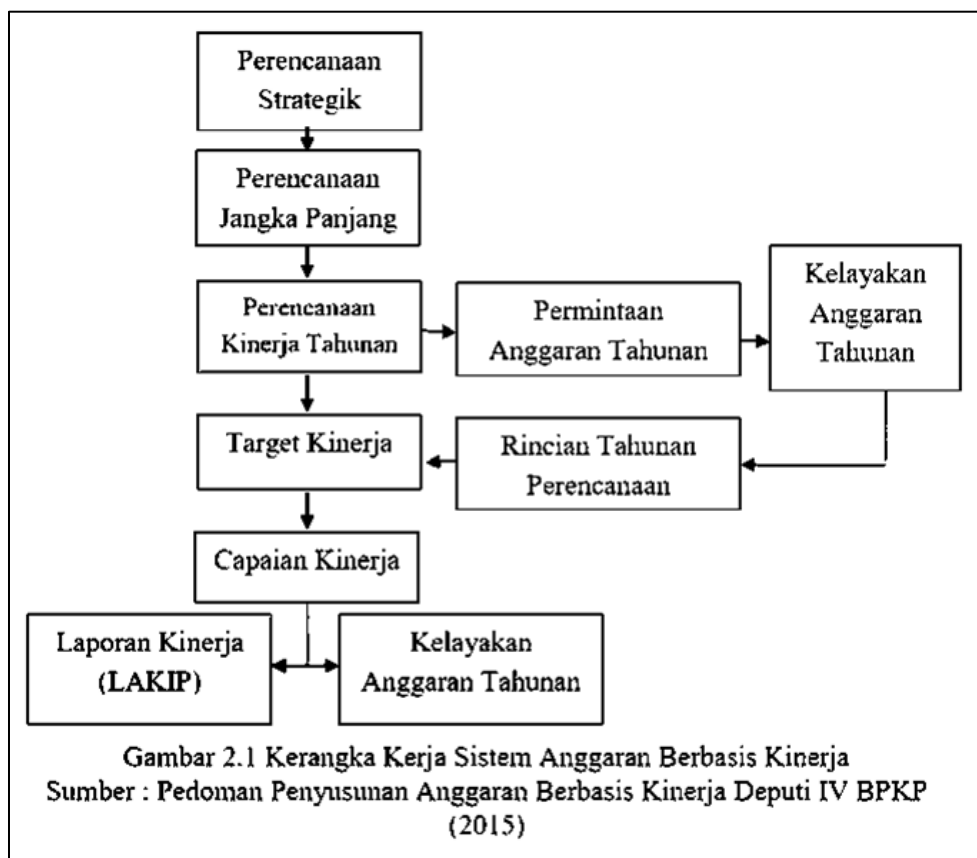 Perencanaan
Strategik
Perencanaan
Jangka Panjang
Perencanaan
Kinerja Tahunan
Permintaan
Anggaran Tahunan
Kelayakan
Anggaran
Tahunan
Target Kinerja
Rincian Tahunan
Perencanaan
Capaian Kinerja
Laporan Kinerja
(LAKIP)
Kelayakan
Anggaran Tahunan
Gambar 2.1 Kerangka Kerja Sistem Anggaran Berbasis Kinerja
Sumber : Pedoman Penyusunan Anggaran Berbasis Kinerja Deputi IV BPKP
(2015)